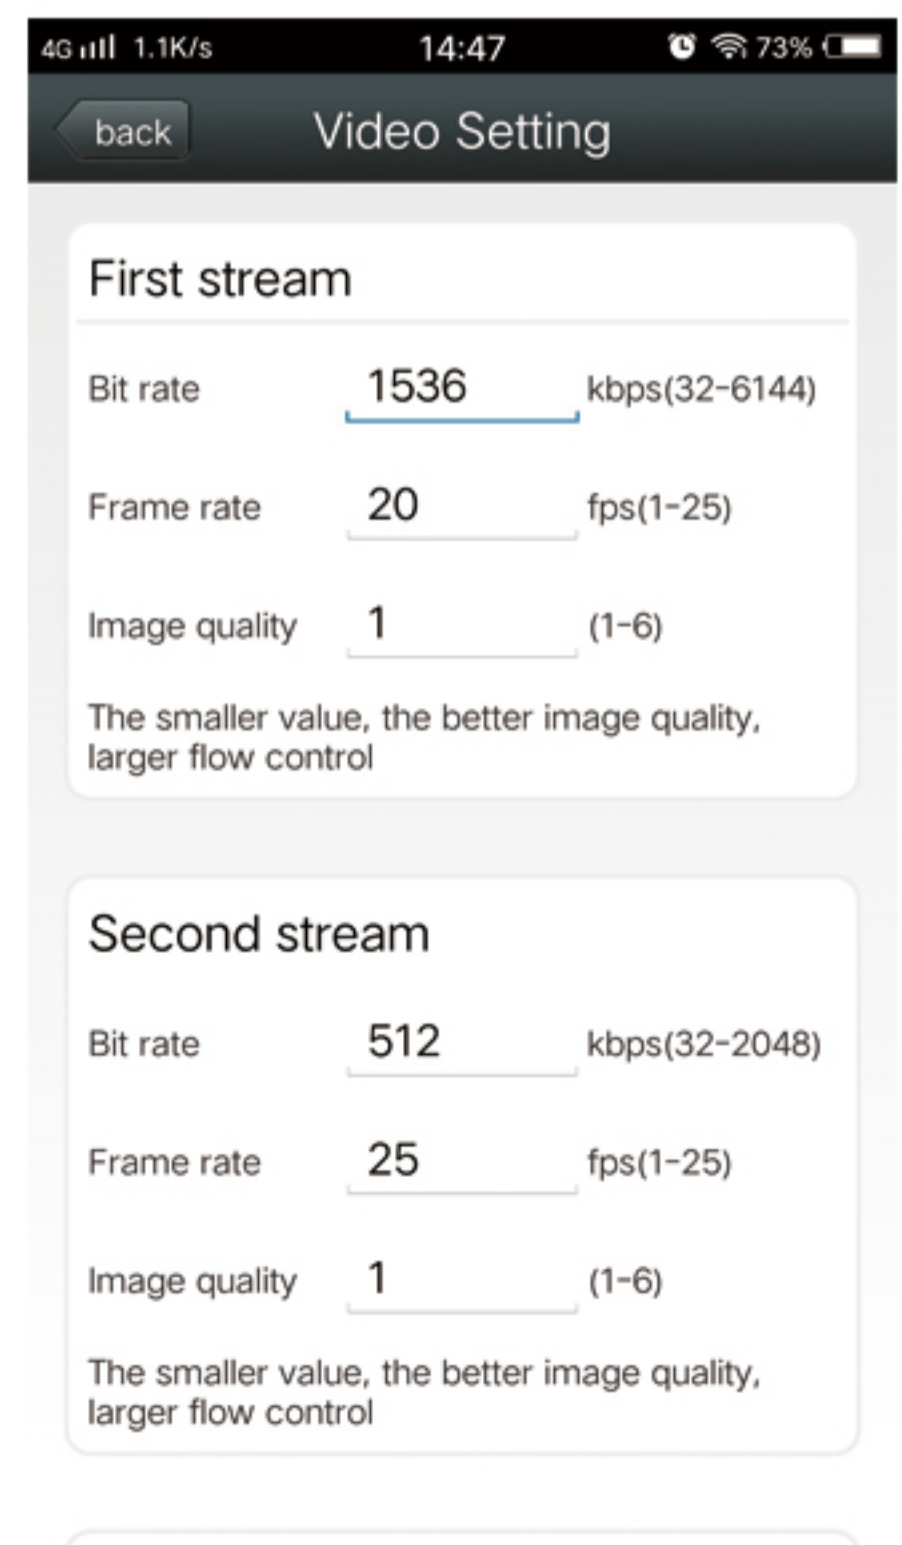 4G 1.1K/s 14:47 73%
back Video Setting
First stream
Bit rate 1536 kbps(32-6144)
Frame rate 20 fps(1-25)
Image quality 1 (1-6)
The smaller value, the better image quality,
larger flow control
Second stream
Bit rate 512 kbps(32-2048)
Frame rate 25 fps(1-25)
Image quality 1 (1-6)
The smaller value, the better image quality,
larger flow control